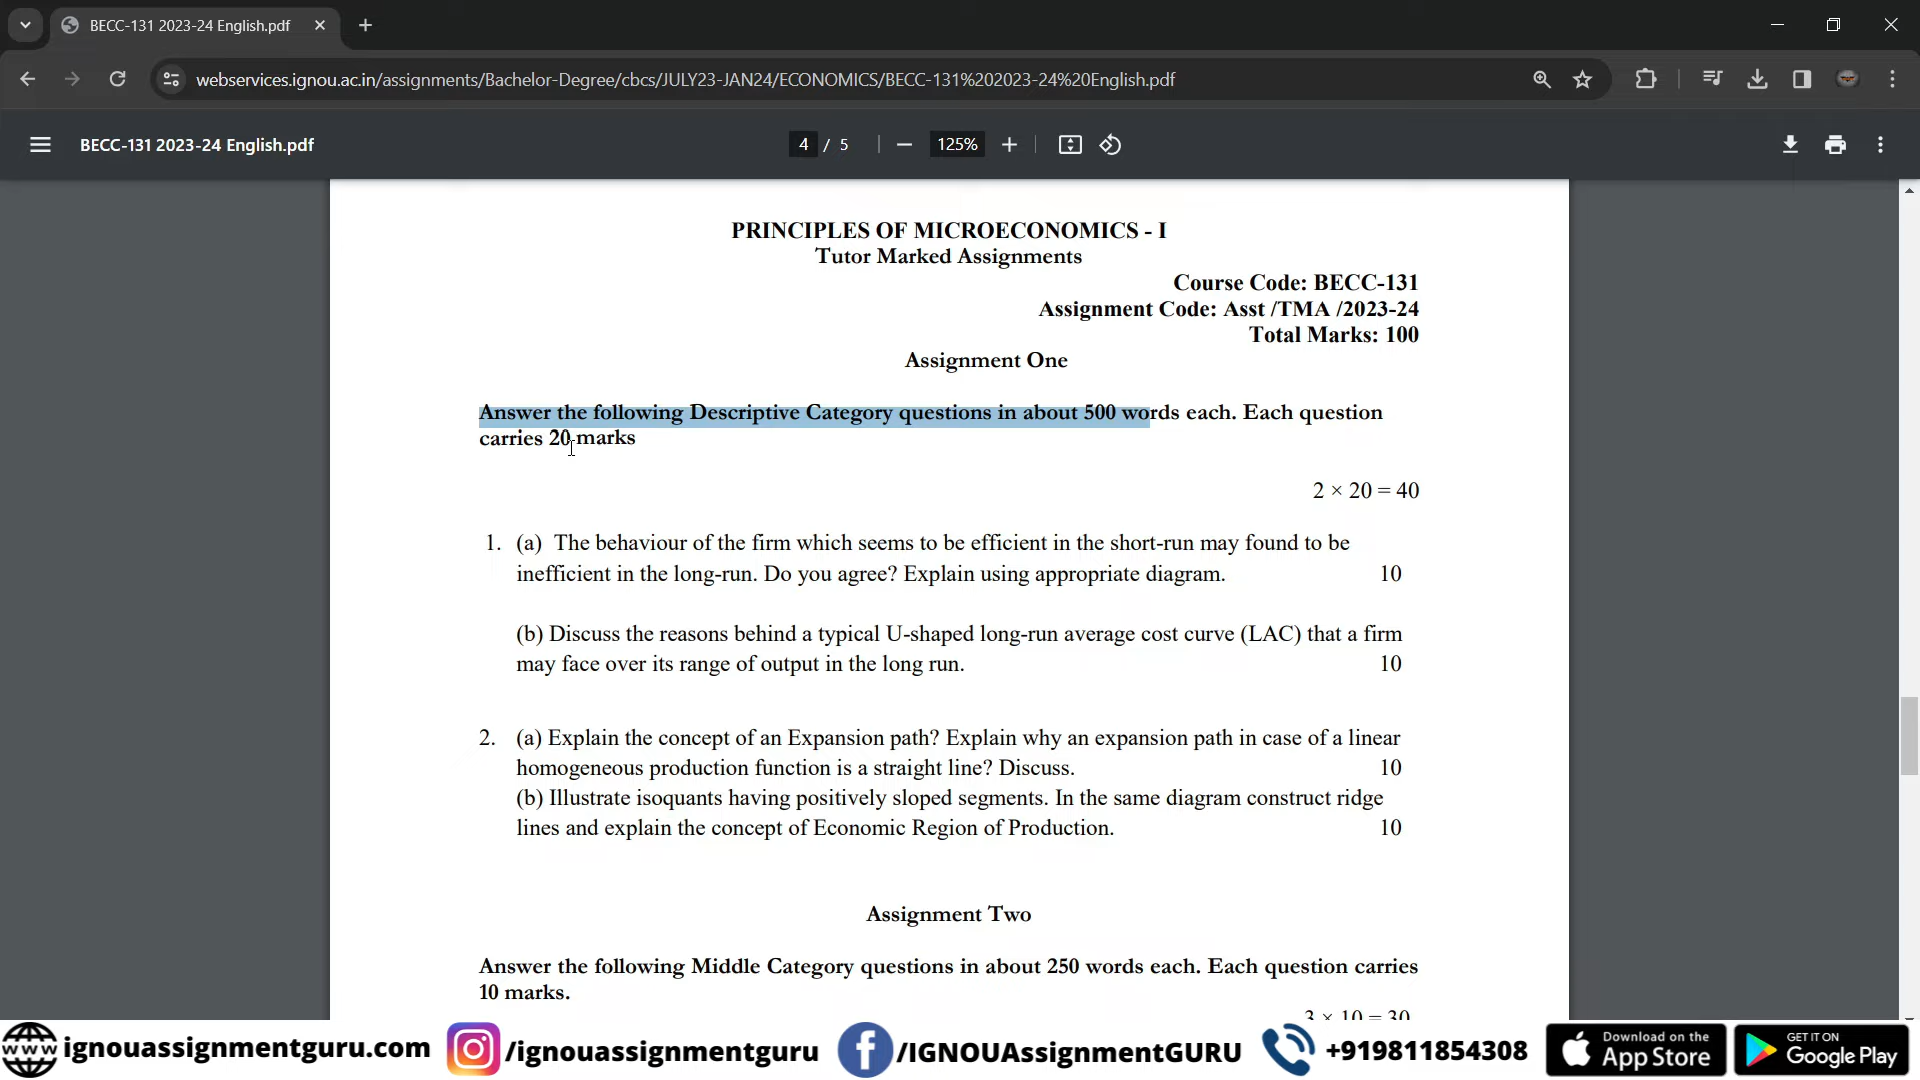 BECC-131 2023-24 English.pdf
webservices.ignou.ac.in/assignments/Bachelor-Degree/cbcs/JULY23-JAN24/ECONOMICS/BECC-131%202023-24%20English.pdf
BECC-131 2023-24 English.pdf
4 / 5
125%
PRINCIPLES OF MICROECONOMICS - I
Tutor Marked Assignments
Course Code: BECC-131
Assignment Code: Asst /TMA /2023-24
Total Marks: 100
Assignment One
Answer the following Descriptive Category questions in about 500 words each. Each question
carries 20 marks
2 × 20 = 40
1. (a) The behaviour of the firm which seems to be efficient in the short-run may found to be
inefficient in the long-run. Do you agree? Explain using appropriate diagram. 10
(b) Discuss the reasons behind a typical U-shaped long-run average cost curve (LAC) that a firm
may face over its range of output in the long run. 10
2. (a) Explain the concept of an Expansion path? Explain why an expansion path in case of a linear
homogeneous production function is a straight line? Discuss. 10
(b) Illustrate isoquants having positively sloped segments. In the same diagram construct ridge
lines and explain the concept of Economic Region of Production. 10
Assignment Two
Answer the following Middle Category questions in about 250 words each. Each question carries
10 marks.
3 × 10 = 30
www ignouassignmentguru.com /ignouassignmentguru /IGNOUAssignmentGURU +919811854308
Download on the App Store
GET IT ON Google Play